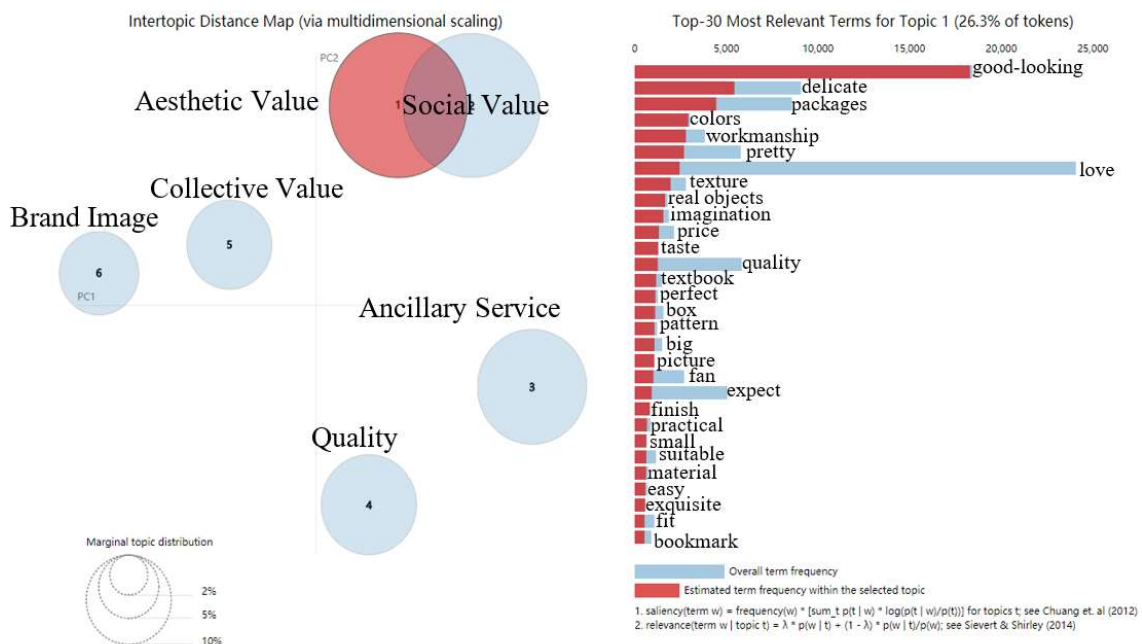 Intertopic Distance Map (via multidimensional scaling)
PC2
Aesthetic Value
1
Social Value
2
Collective Value
5
Brand Image
6
PC1
Ancillary Service
3
Quality
4
Marginal topic distribution
2%
5%
10%
Top-30 Most Relevant Terms for Topic 1 (26.3% of tokens)
0 5,000 10,000 15,000 20,000 25,000
good-looking
delicate
packages
colors
workmanship
pretty
love
texture
real objects
imagination
price
taste
quality
textbook
perfect
box
pattern
big
picture
fan
expect
finish
practical
small
suitable
material
easy
exquisite
fit
bookmark
Overall term frequency
Estimated term frequency within the selected topic
1. saliency(term w) = frequency(w) * [sum_t p(t | w) * log(p(t | w)/p(t))] for topics t; see Chuang et. al (2012)
2. relevance(term w | topic t) = λ * p(w | t) + (1 - λ) * p(w | t)/p(w); see Sievert & Shirley (2014)